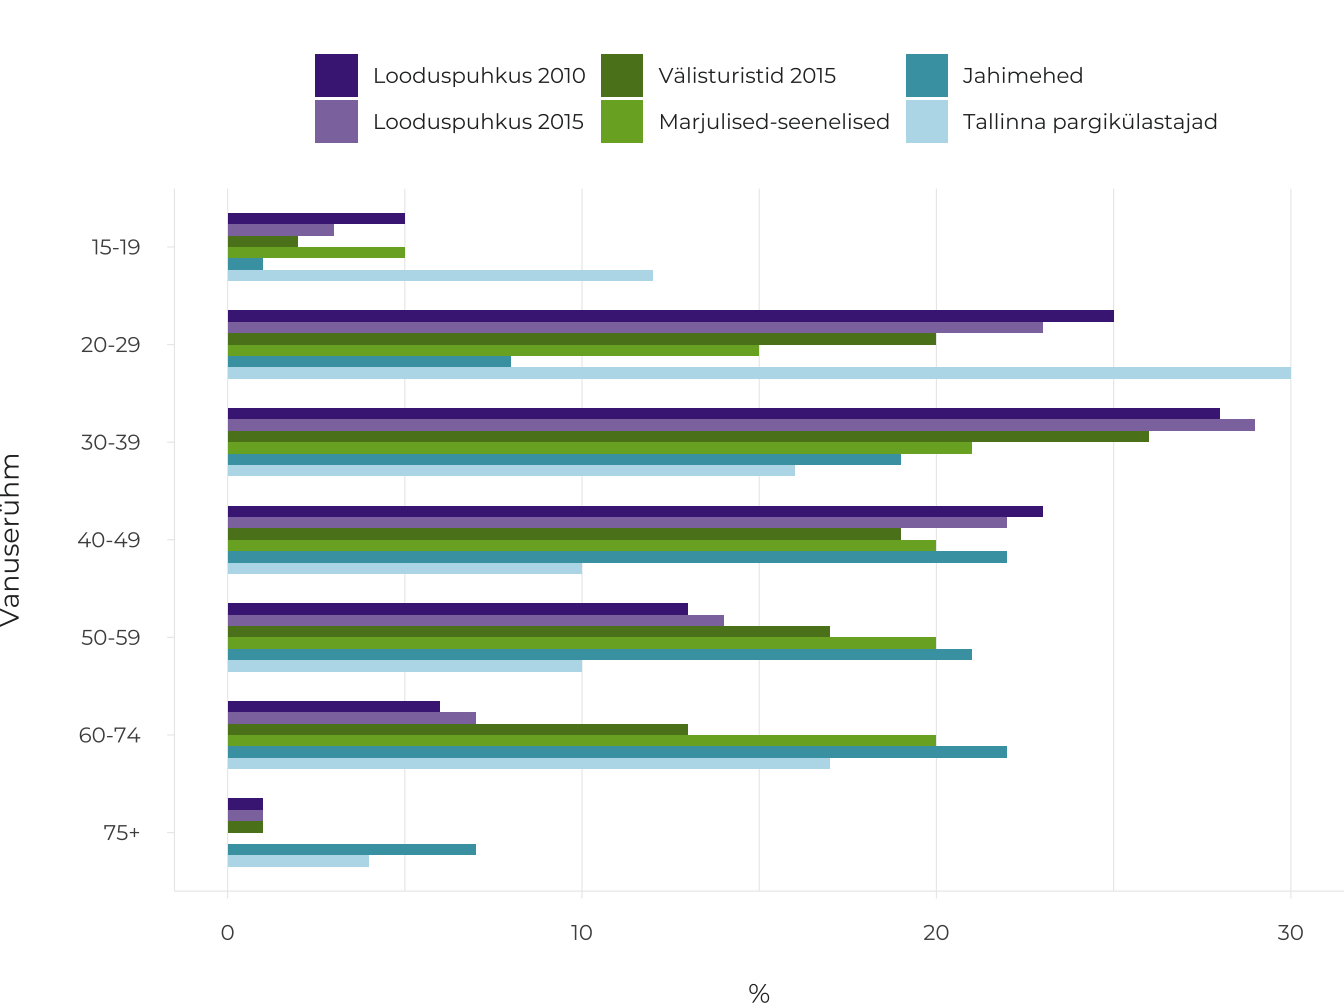 Looduspuhkus 2010 Välisturistid 2015 Jahimehed
Looduspuhkus 2015 Marjulised-seenelised Tallinna pargikülastajad
Vanuserühm
15-19
20-29
30-39
40-49
50-59
60-74
75+
0 10 20 30
%